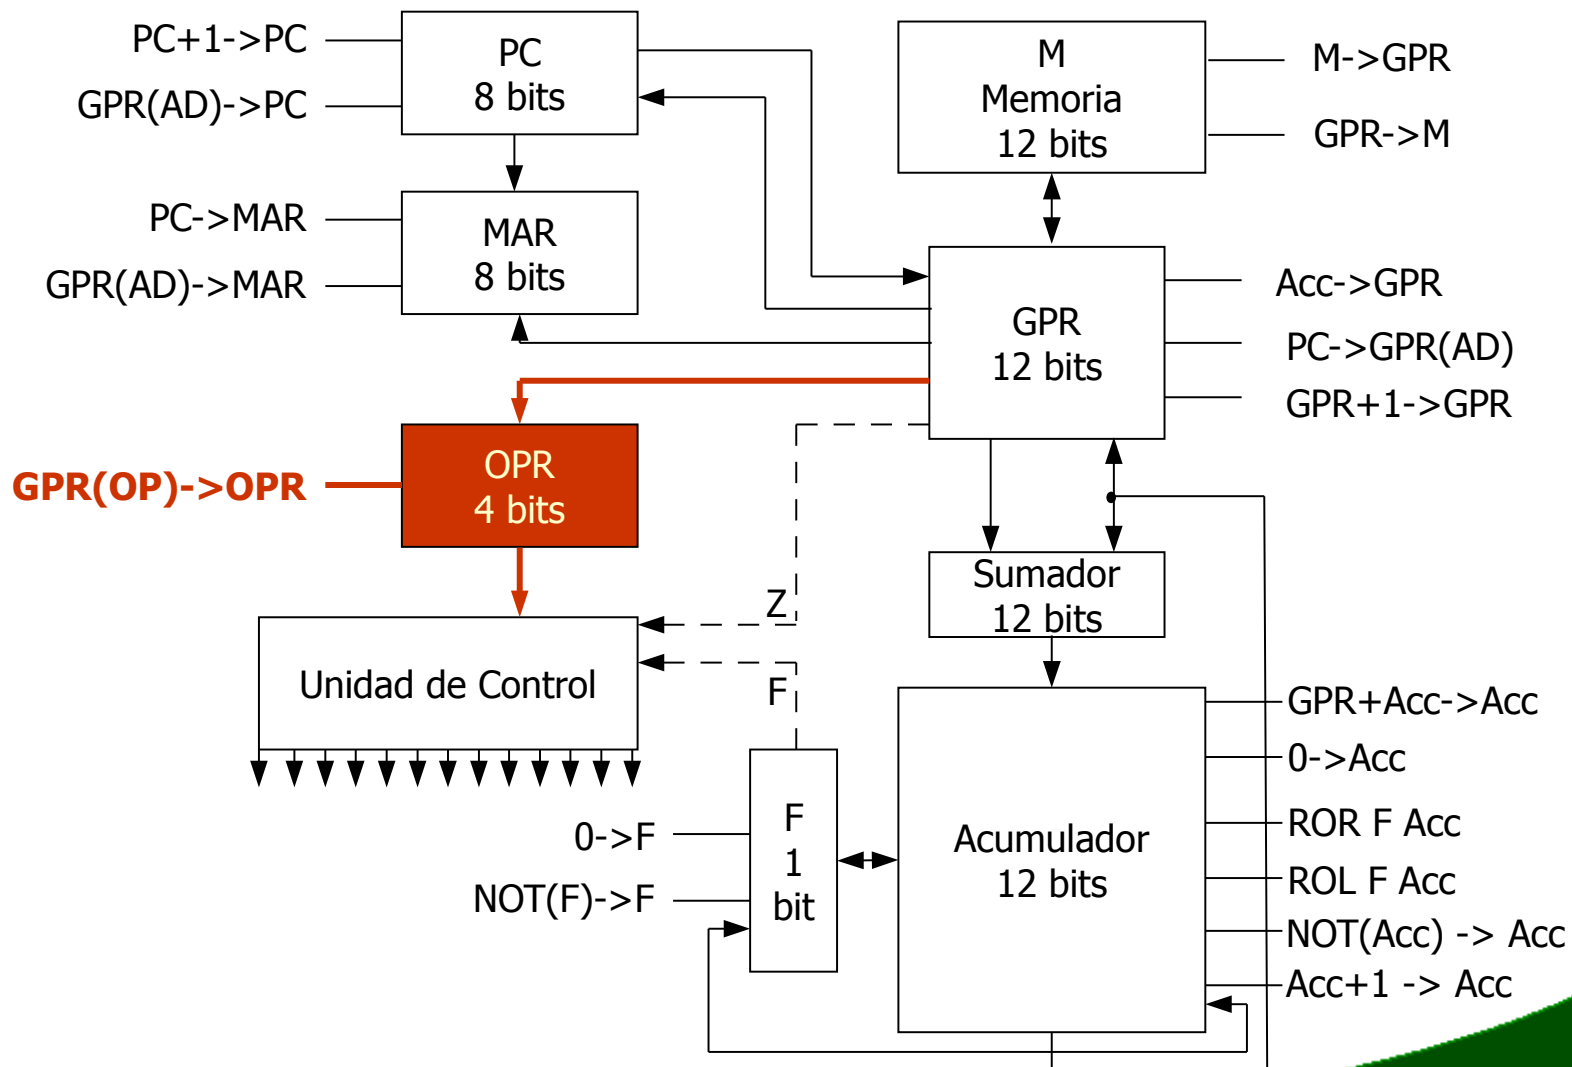 PC+1->PC
GPR(AD)->PC
PC
8 bits
M
Memoria
12 bits
M->GPR
GPR->M
PC->MAR
GPR(AD)->MAR
MAR
8 bits
GPR
12 bits
Acc->GPR
PC->GPR(AD)
GPR+1->GPR
GPR(OP)->OPR
OPR
4 bits
Sumador
12 bits
Z
F
Unidad de Control
0->F
NOT(F)->F
F
1
bit
Acumulador
12 bits
GPR+Acc->Acc
0->Acc
ROR F Acc
ROL F Acc
NOT(Acc) -> Acc
Acc+1 -> Acc